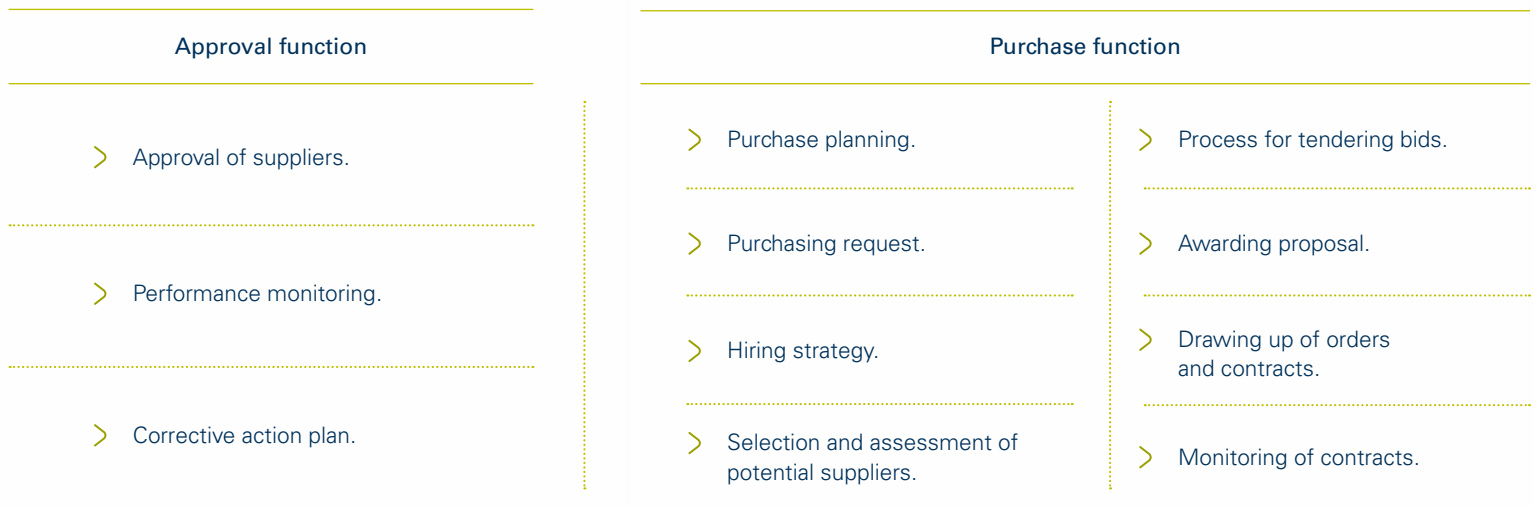 Approval function
Approval of suppliers.
Performance monitoring.
Corrective action plan.
Purchase function
Purchase planning.
Purchasing request.
Hiring strategy.
Selection and assessment of
potential suppliers.
Process for tendering bids.
Awarding proposal.
Drawing up of orders
and contracts.
Monitoring of contracts.